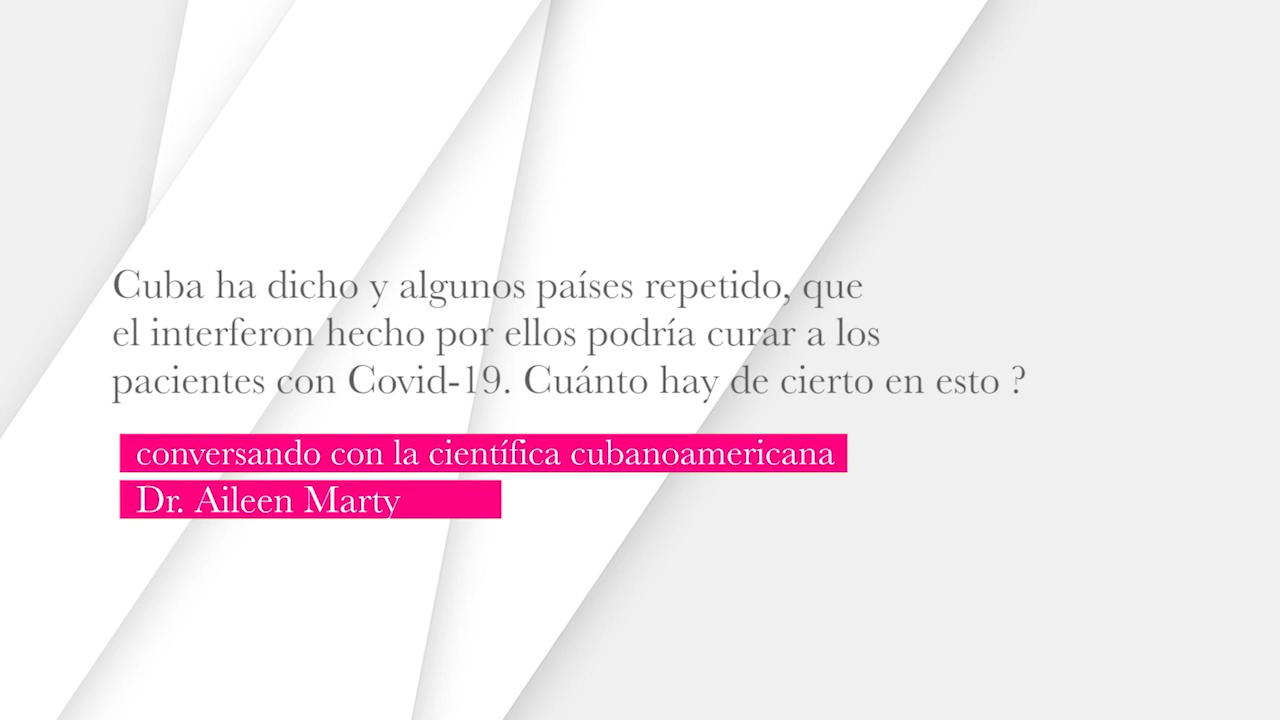 Cuba ha dicho y algunos países repetido, que
el interferon hecho por ellos podría curar a los
pacientes con Covid-19. Cuánto hay de cierto en esto ?
conversando con la científica cubanoamericana
Dr. Aileen Marty